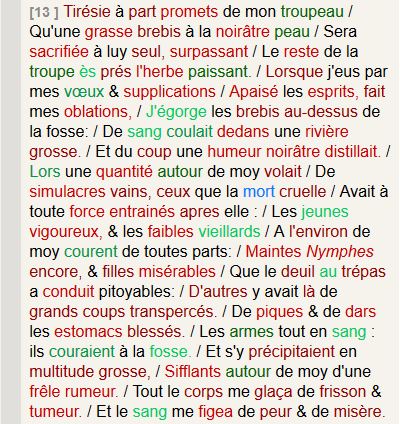 [13 ] Tirésie à part promets de mon troupeau /
Qu'une grasse brebis à la noirâtre peau / Sera
sacrifiée à luy seul, surpassant / Le reste de la
troupe ès prés l'herbe paissant. / Lorsque j'eus par
mes vœux & supplications / Apaisé les esprits, fait
mes oblations, / J'égorge les brebis au-dessus de
la fosse: / De sang coulait dedans une rivière
grosse. / Et du coup une humeur noirâtre distillait. /
Lors une quantité autour de moy volait / De
simulacres vains, ceux que la mort cruelle / Avait à
toute force entrainés apres elle : / Les jeunes
vigoureux, & les faibles vieillards / A l'environ de
moy courent de toutes parts: / Maintes Nymphes
encore, & filles misérables / Que le deuil au trépas
a conduit pitoyables: / D'autres y avait là de
grands coups transpercés. / De piques & de dars
les estomacs blessés. / Les armes tout en sang :
ils couraient à la fosse. / Et s'y précipitaient en
multitude grosse, / Sifflants autour de moy d'une
frêle rumeur. / Tout le corps me glaça de frisson &
tumeur. / Et le sang me figea de peur & de misère.